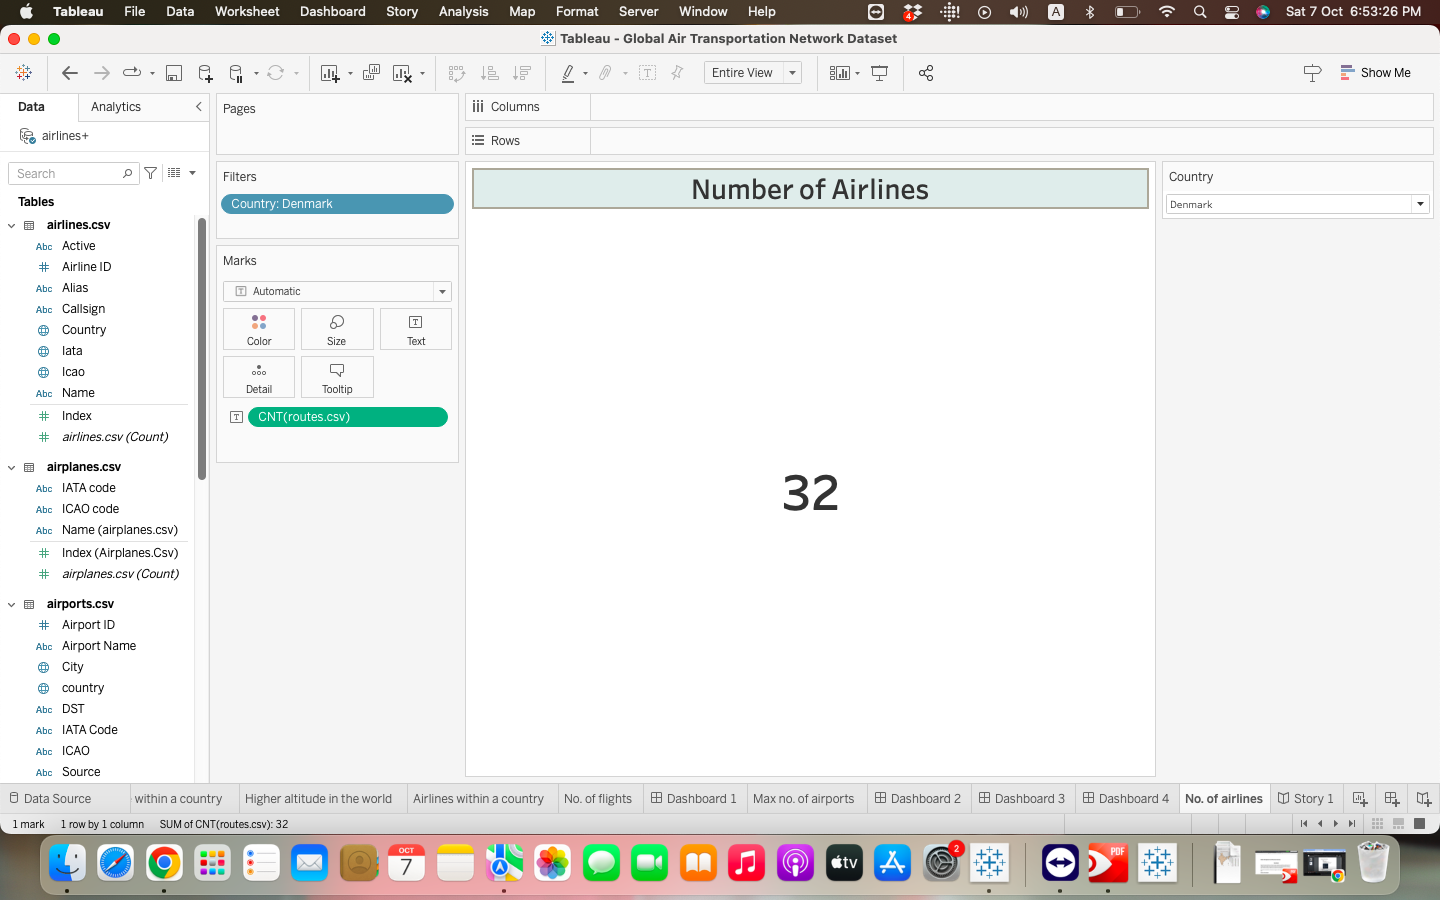 Tableau File Data Worksheet Dashboard Story Analysis Map Format Server Window Help 4 A Sat 7 Oct 6:53:26 PM
Tableau - Global Air Transportation Network Dataset
Entire View Show Me
Data Analytics
airlines+
Search
Tables
airlines.csv
Abc Active
Airline ID
Abc Alias
Abc Callsign
Country
Iata
Icao
Abc Name
Index
airlines.csv (Count)
airplanes.csv
Abc IATA code
Abc ICAO code
Abc Name (airplanes.csv)
Index (Airplanes.Csv)
airplanes.csv (Count)
airports.csv
Airport ID
Abc Airport Name
City
country
Abc DST
Abc IATA Code
Abc ICAO
Abc Source
Pages
Filters
Country: Denmark
Marks
T Automatic
Color Size T Text
Detail Tooltip
T CNT(routes.csv)
Columns
Rows
Number of Airlines
32
Country
Denmark
Data Source within a country Higher altitude in the world Airlines within a country No. of flights Dashboard 1 Max no. of airports Dashboard 2 Dashboard 3 Dashboard 4 No. of airlines Story 1
1 mark 1 row by 1 column SUM of CNT(routes.csv): 32
OCT
7
tv
2
PDF